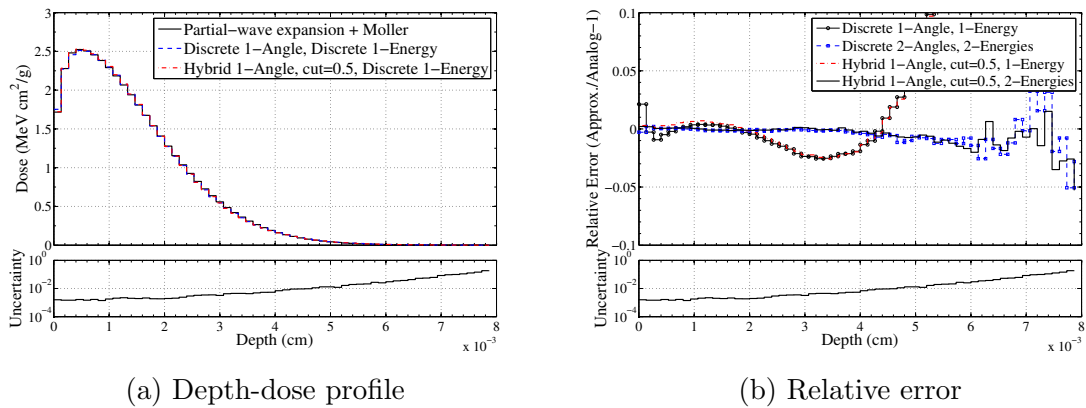 Partial−wave expansion + Moller
Discrete 1−Angle, Discrete 1−Energy
Hybrid 1−Angle, cut=0.5, Discrete 1−Energy
Dose (MeV cm²/g)
3
2.5
2
1.5
1
0.5
0
Uncertainty
10⁰
10⁻²
10⁻⁴
0 1 2 3 4 5 6 7 8
Depth (cm)
x 10⁻³
(a) Depth-dose profile
Discrete 1−Angle, 1−Energy
Discrete 2−Angles, 2−Energies
Hybrid 1−Angle, cut=0.5, 1−Energy
Hybrid 1−Angle, cut=0.5, 2−Energies
Relative Error (Approx./Analog−1)
0.1
0.05
0
−0.05
−0.1
Uncertainty
10⁰
10⁻²
10⁻⁴
0 1 2 3 4 5 6 7 8
Depth (cm)
x 10⁻³
(b) Relative error